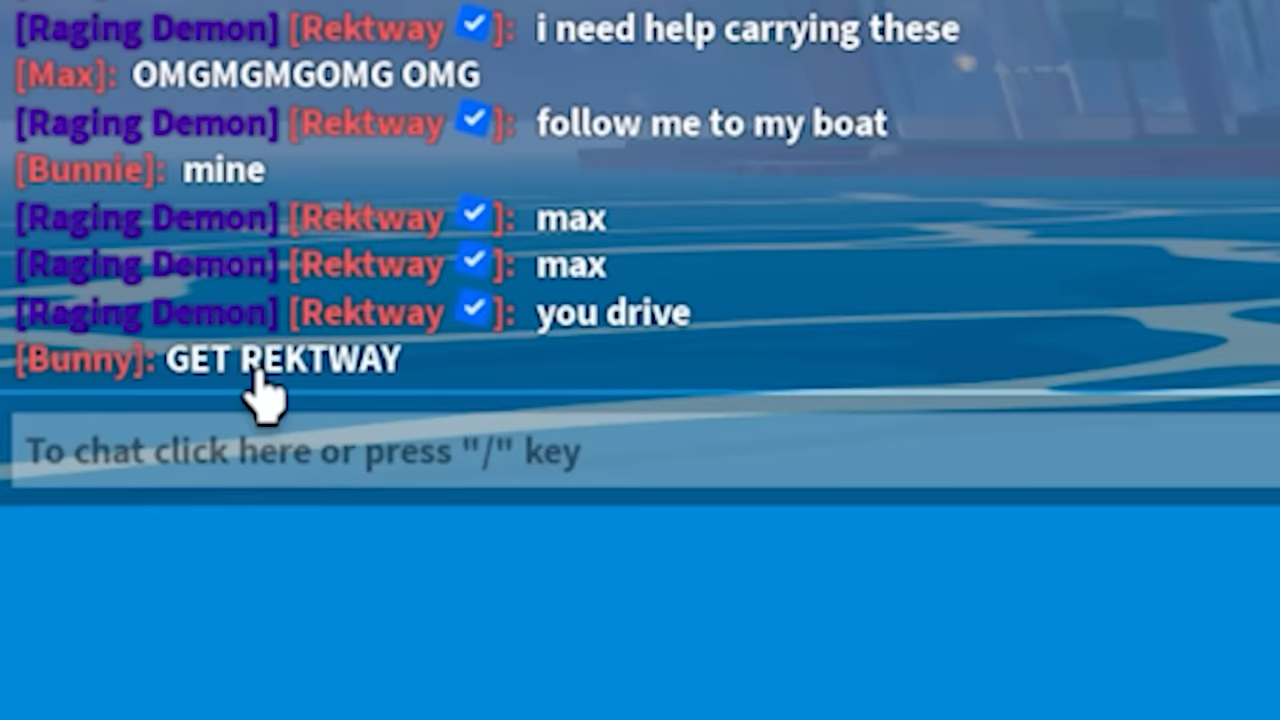 [Raging Demon] [Rektway ✔]: i need help carrying these
[Max]: OMGMGMGOMG OMG
[Raging Demon] [Rektway ✔]: follow me to my boat
[Bunnie]: mine
[Raging Demon] [Rektway ✔]: max
[Raging Demon] [Rektway ✔]: max
[Raging Demon] [Rektway ✔]: you drive
[Bunny]: GET REKTWAY
To chat click here or press "/" key